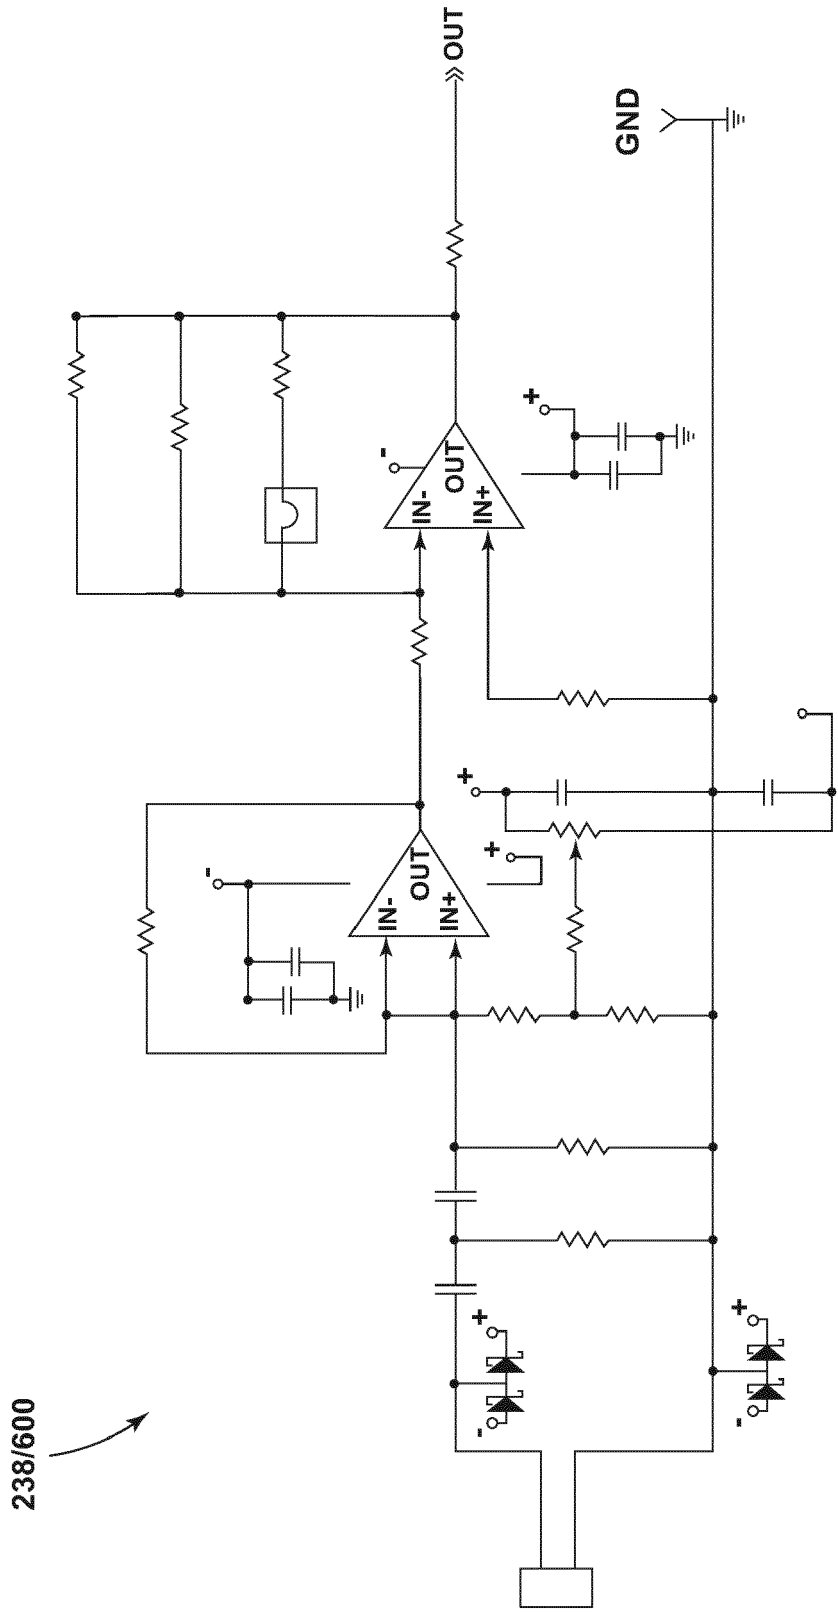 OUT
GND
-
+
OUT
IN-
IN+
+
-
+
OUT
IN-
IN+
+
+
-
-
238/600